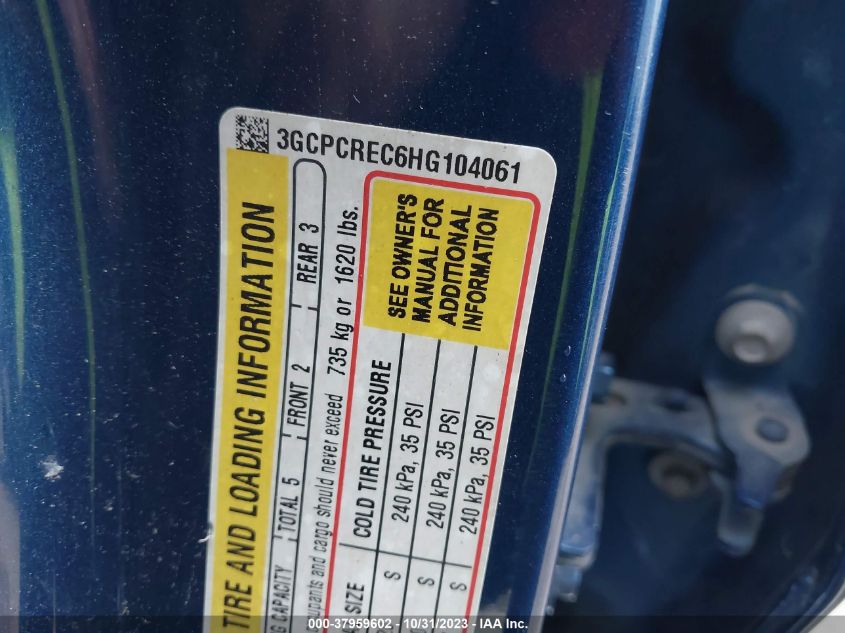 3GCPCREC6HG104061
TIRE AND LOADING INFORMATION
CAPACITY TOTAL 5 FRONT 2 REAR 3
and cargo should never exceed 735 kg or 1620 lbs.
SIZE COLD TIRE PRESSURE
SEE OWNER'S
MANUAL FOR
ADDITIONAL
INFORMATION
S 240 kPa, 35 PSI
S 240 kPa, 35 PSI
S 240 kPa, 35 PSI
000-37959602 - 10/31/2023 - IAA Inc.